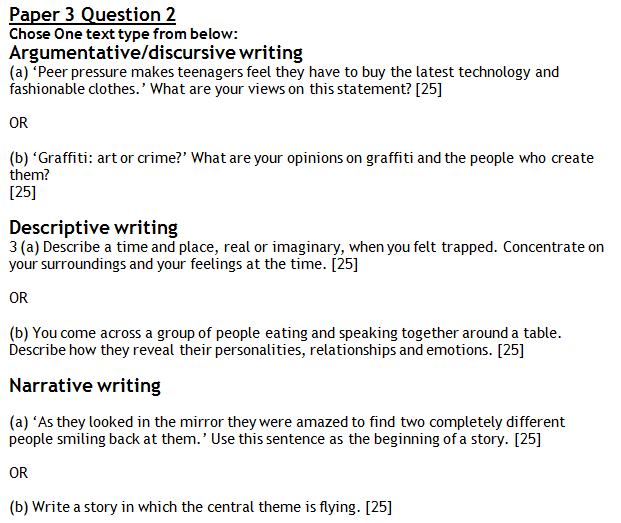 Paper 3 Question 2
Chose One text type from below:
Argumentative/discursive writing
(a) ‘Peer pressure makes teenagers feel they have to buy the latest technology and
fashionable clothes.’ What are your views on this statement? [25]
OR
(b) ‘Graffiti: art or crime?’ What are your opinions on graffiti and the people who create
them?
[25]
Descriptive writing
3 (a) Describe a time and place, real or imaginary, when you felt trapped. Concentrate on
your surroundings and your feelings at the time. [25]
OR
(b) You come across a group of people eating and speaking together around a table.
Describe how they reveal their personalities, relationships and emotions. [25]
Narrative writing
(a) ‘As they looked in the mirror they were amazed to find two completely different
people smiling back at them.’ Use this sentence as the beginning of a story. [25]
OR
(b) Write a story in which the central theme is flying. [25]